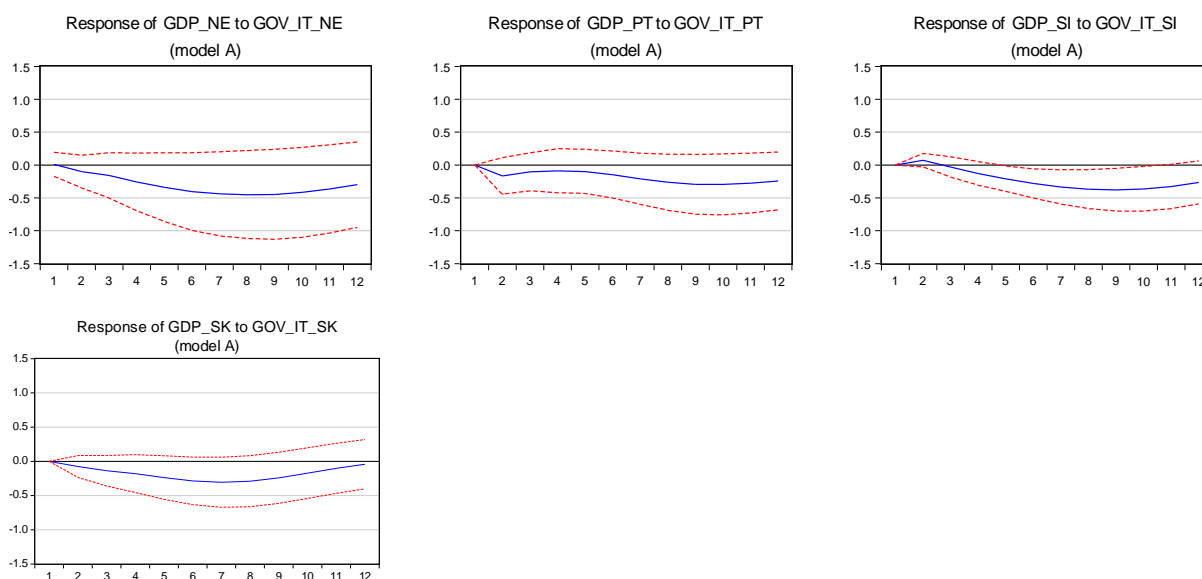 Response of GDP_NE to GOV_IT_NE
(model A)
1.5
1.0
0.5
0.0
-0.5
-1.0
-1.5
1 2 3 4 5 6 7 8 9 10 11 12
Response of GDP_PT to GOV_IT_PT
(model A)
1.5
1.0
0.5
0.0
-0.5
-1.0
-1.5
1 2 3 4 5 6 7 8 9 10 11 12
Response of GDP_SI to GOV_IT_SI
(model A)
1.5
1.0
0.5
0.0
-0.5
-1.0
-1.5
1 2 3 4 5 6 7 8 9 10 11 12
Response of GDP_SK to GOV_IT_SK
(model A)
1.5
1.0
0.5
0.0
-0.5
-1.0
-1.5
1 2 3 4 5 6 7 8 9 10 11 12